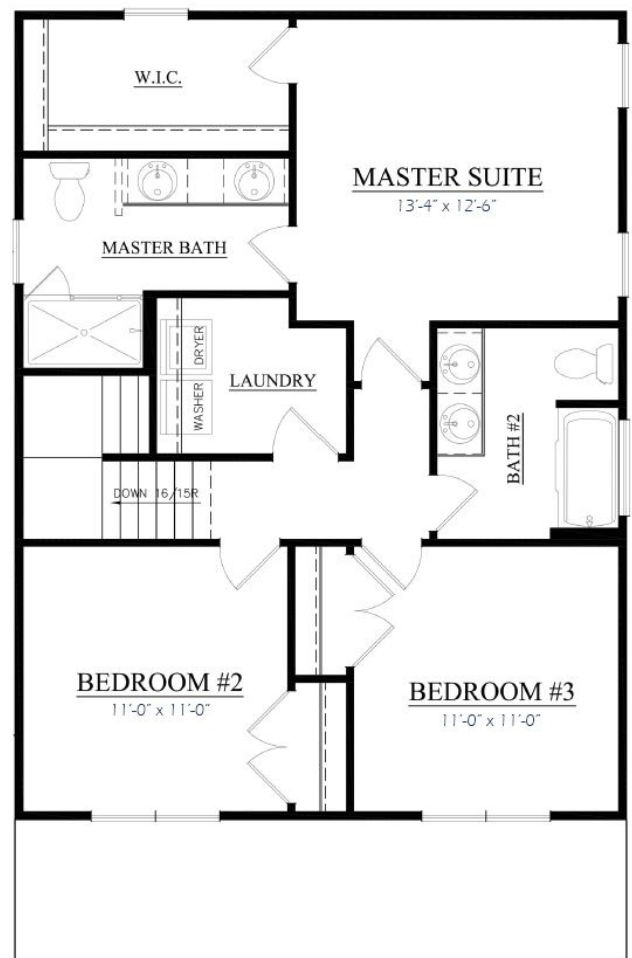 W.I.C.
MASTER SUITE
13'-4" x 12'-6"
MASTER BATH
DRYER
WASHER
LAUNDRY
BATH #2
DOWN 16/15R
BEDROOM #2
11'-0" x 11'-0"
BEDROOM #3
11'-0" x 11'-0"